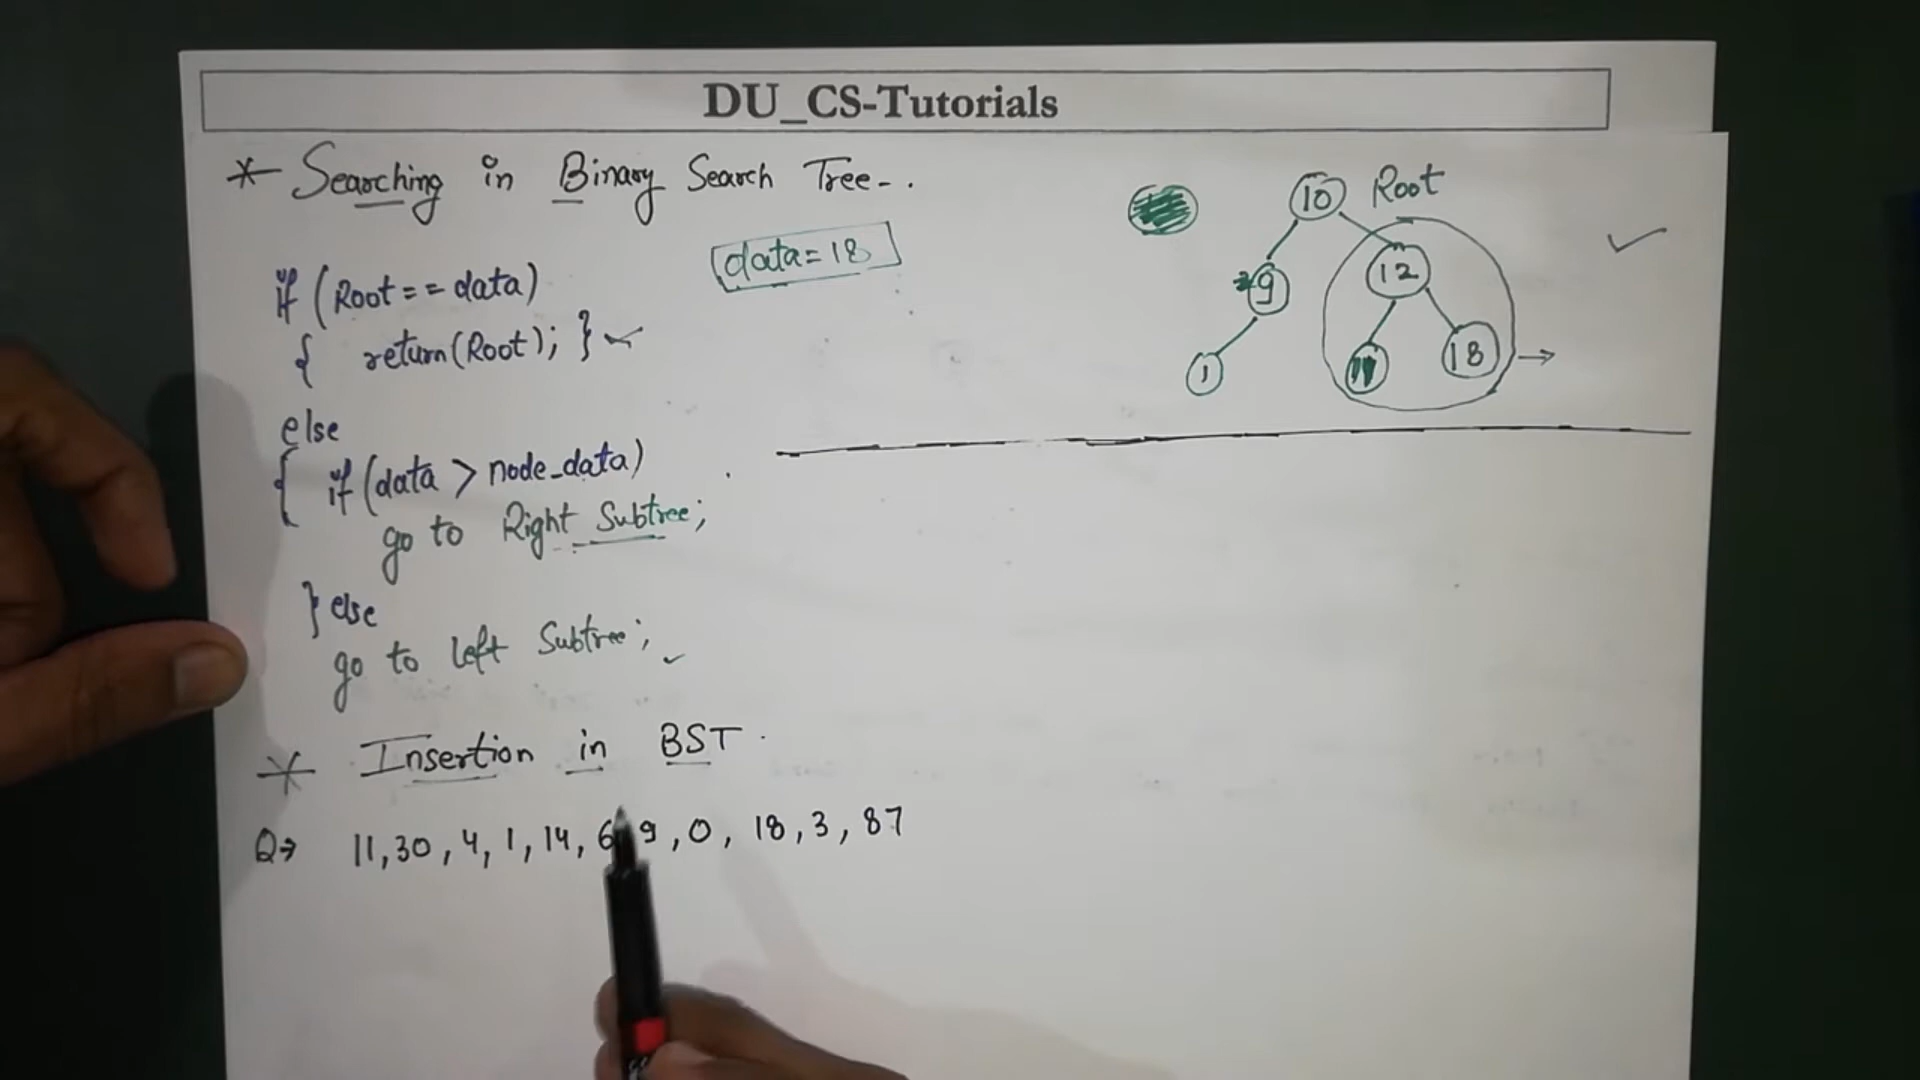 DU_CS-Tutorials
* Searching in Binary Search Tree-.
data=18
if (Root==data)
{ return(Root); }
else
{ if (data > node_data)
go to Right Subtree;
} else
go to left Subtree;
10 Root
9
12
1
11
18
* Insertion in BST.
Q→ 11,30,4,1,14,6,9,0,18,3,87